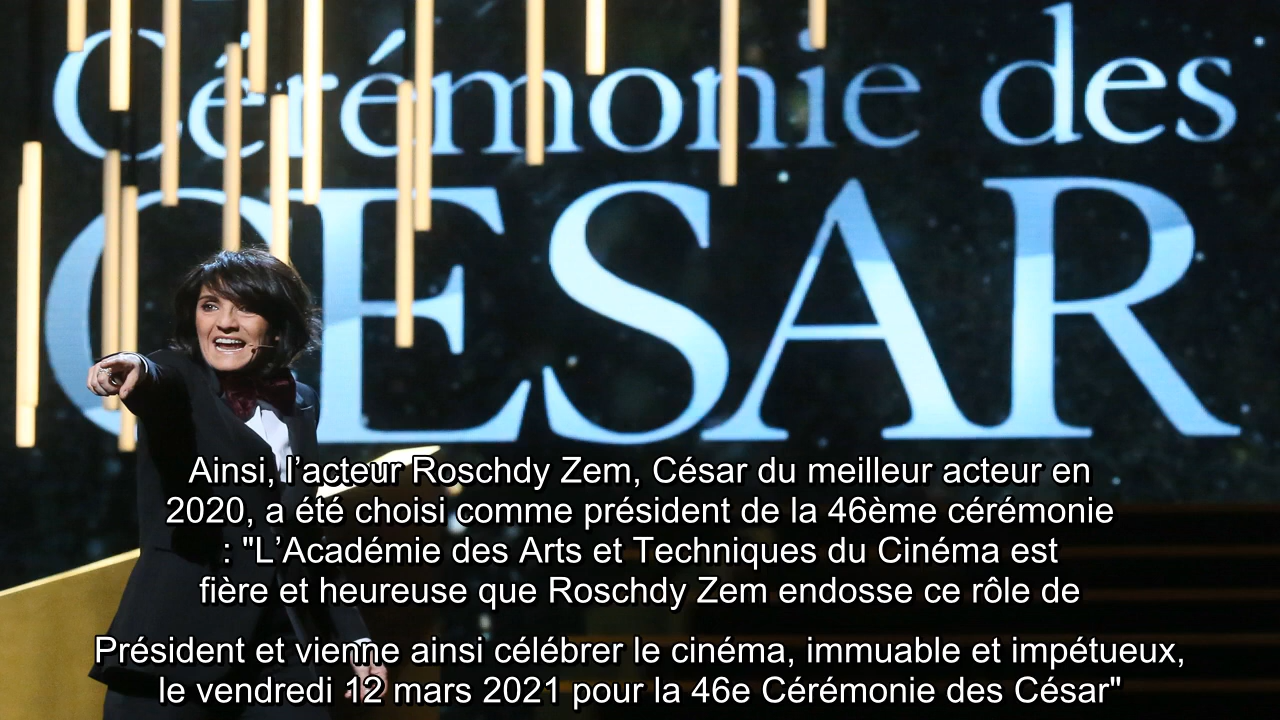 Cérémonie des
CESAR
Ainsi, l’acteur Roschdy Zem, César du meilleur acteur en
2020, a été choisi comme président de la 46ème cérémonie
: "L’Académie des Arts et Techniques du Cinéma est
fière et heureuse que Roschdy Zem endosse ce rôle de
Président et vienne ainsi célébrer le cinéma, immuable et impétueux,
le vendredi 12 mars 2021 pour la 46e Cérémonie des César"